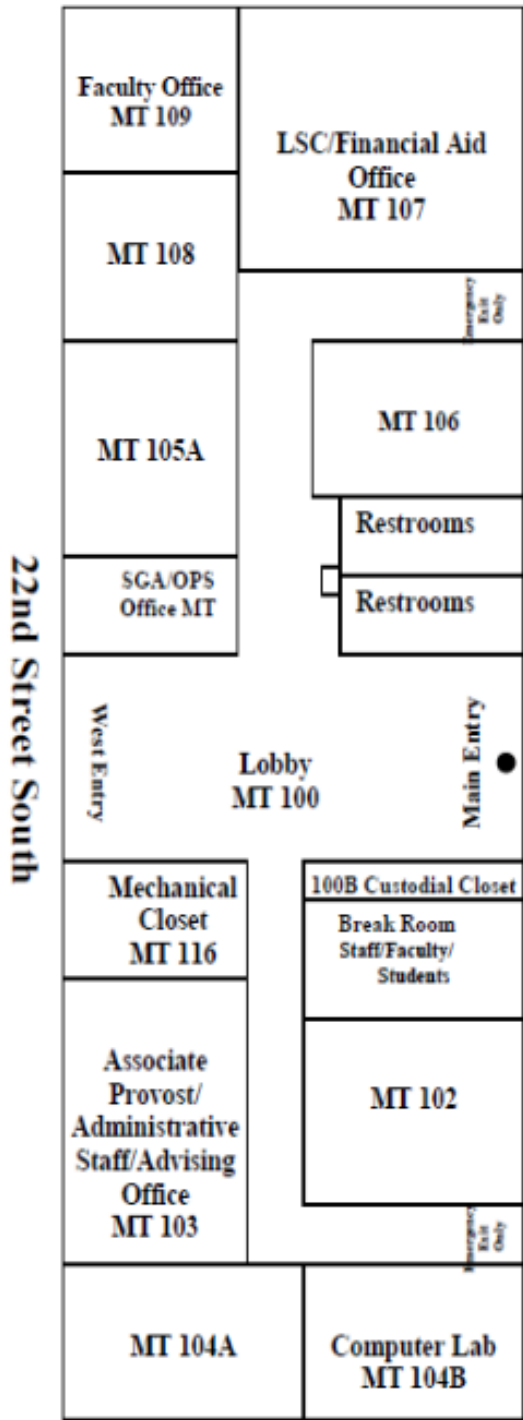 Faculty Office
MT 109
LSC/Financial Aid
Office
MT 107
MT 108
Emergency
Exit
Only
MT 106
MT 105A
Restrooms
SGA/OPS
Office MT
Restrooms
22nd Street South
West Entry
Lobby
MT 100
Main Entry
Mechanical
Closet
MT 116
100B Custodial Closet
Break Room
Staff/Faculty/
Students
Associate
Provost/
Administrative
Staff/Advising
Office
MT 103
MT 102
Emergency
Exit
Only
MT 104A
Computer Lab
MT 104B